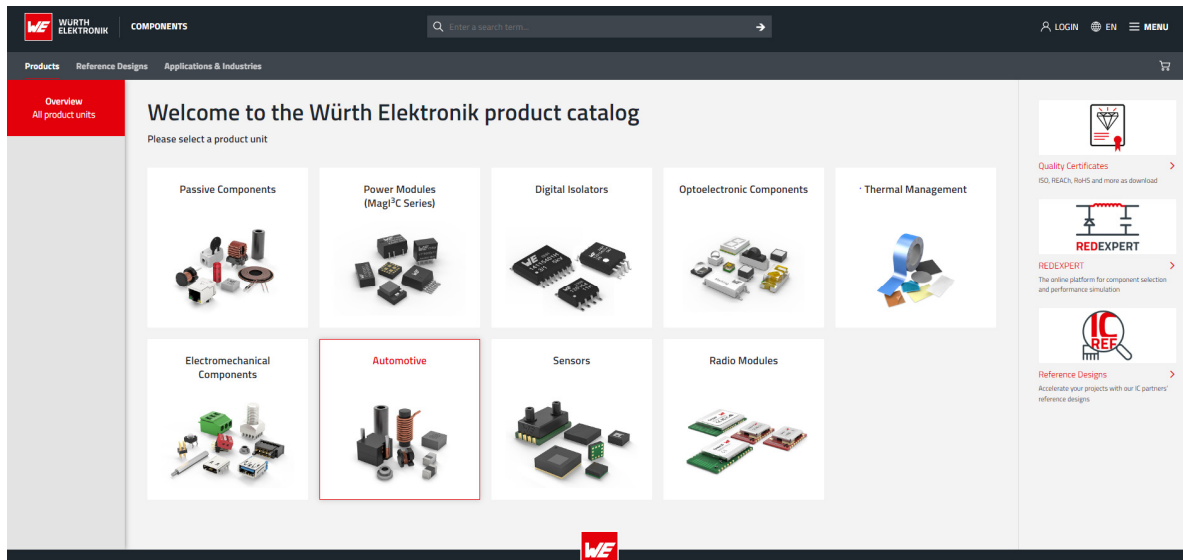 WE WÜRTH
ELEKTRONIK
COMPONENTS
Enter a search term...
LOGIN
EN
MENU
Products
Reference Designs
Applications & Industries
Overview
All product units
Welcome to the Würth Elektronik product catalog
Please select a product unit
Passive Components
Power Modules
(MagI³C Series)
Digital Isolators
Optoelectronic Components
Thermal Management
Electromechanical
Components
Automotive
Sensors
Radio Modules
Quality Certificates
ISO, REACh, RoHS and more as download
REDEXPERT
REDEXPERT
The online platform for component selection
and performance simulation
IC
REF
Reference Designs
Accelerate your projects with our IC partners'
reference designs
WE